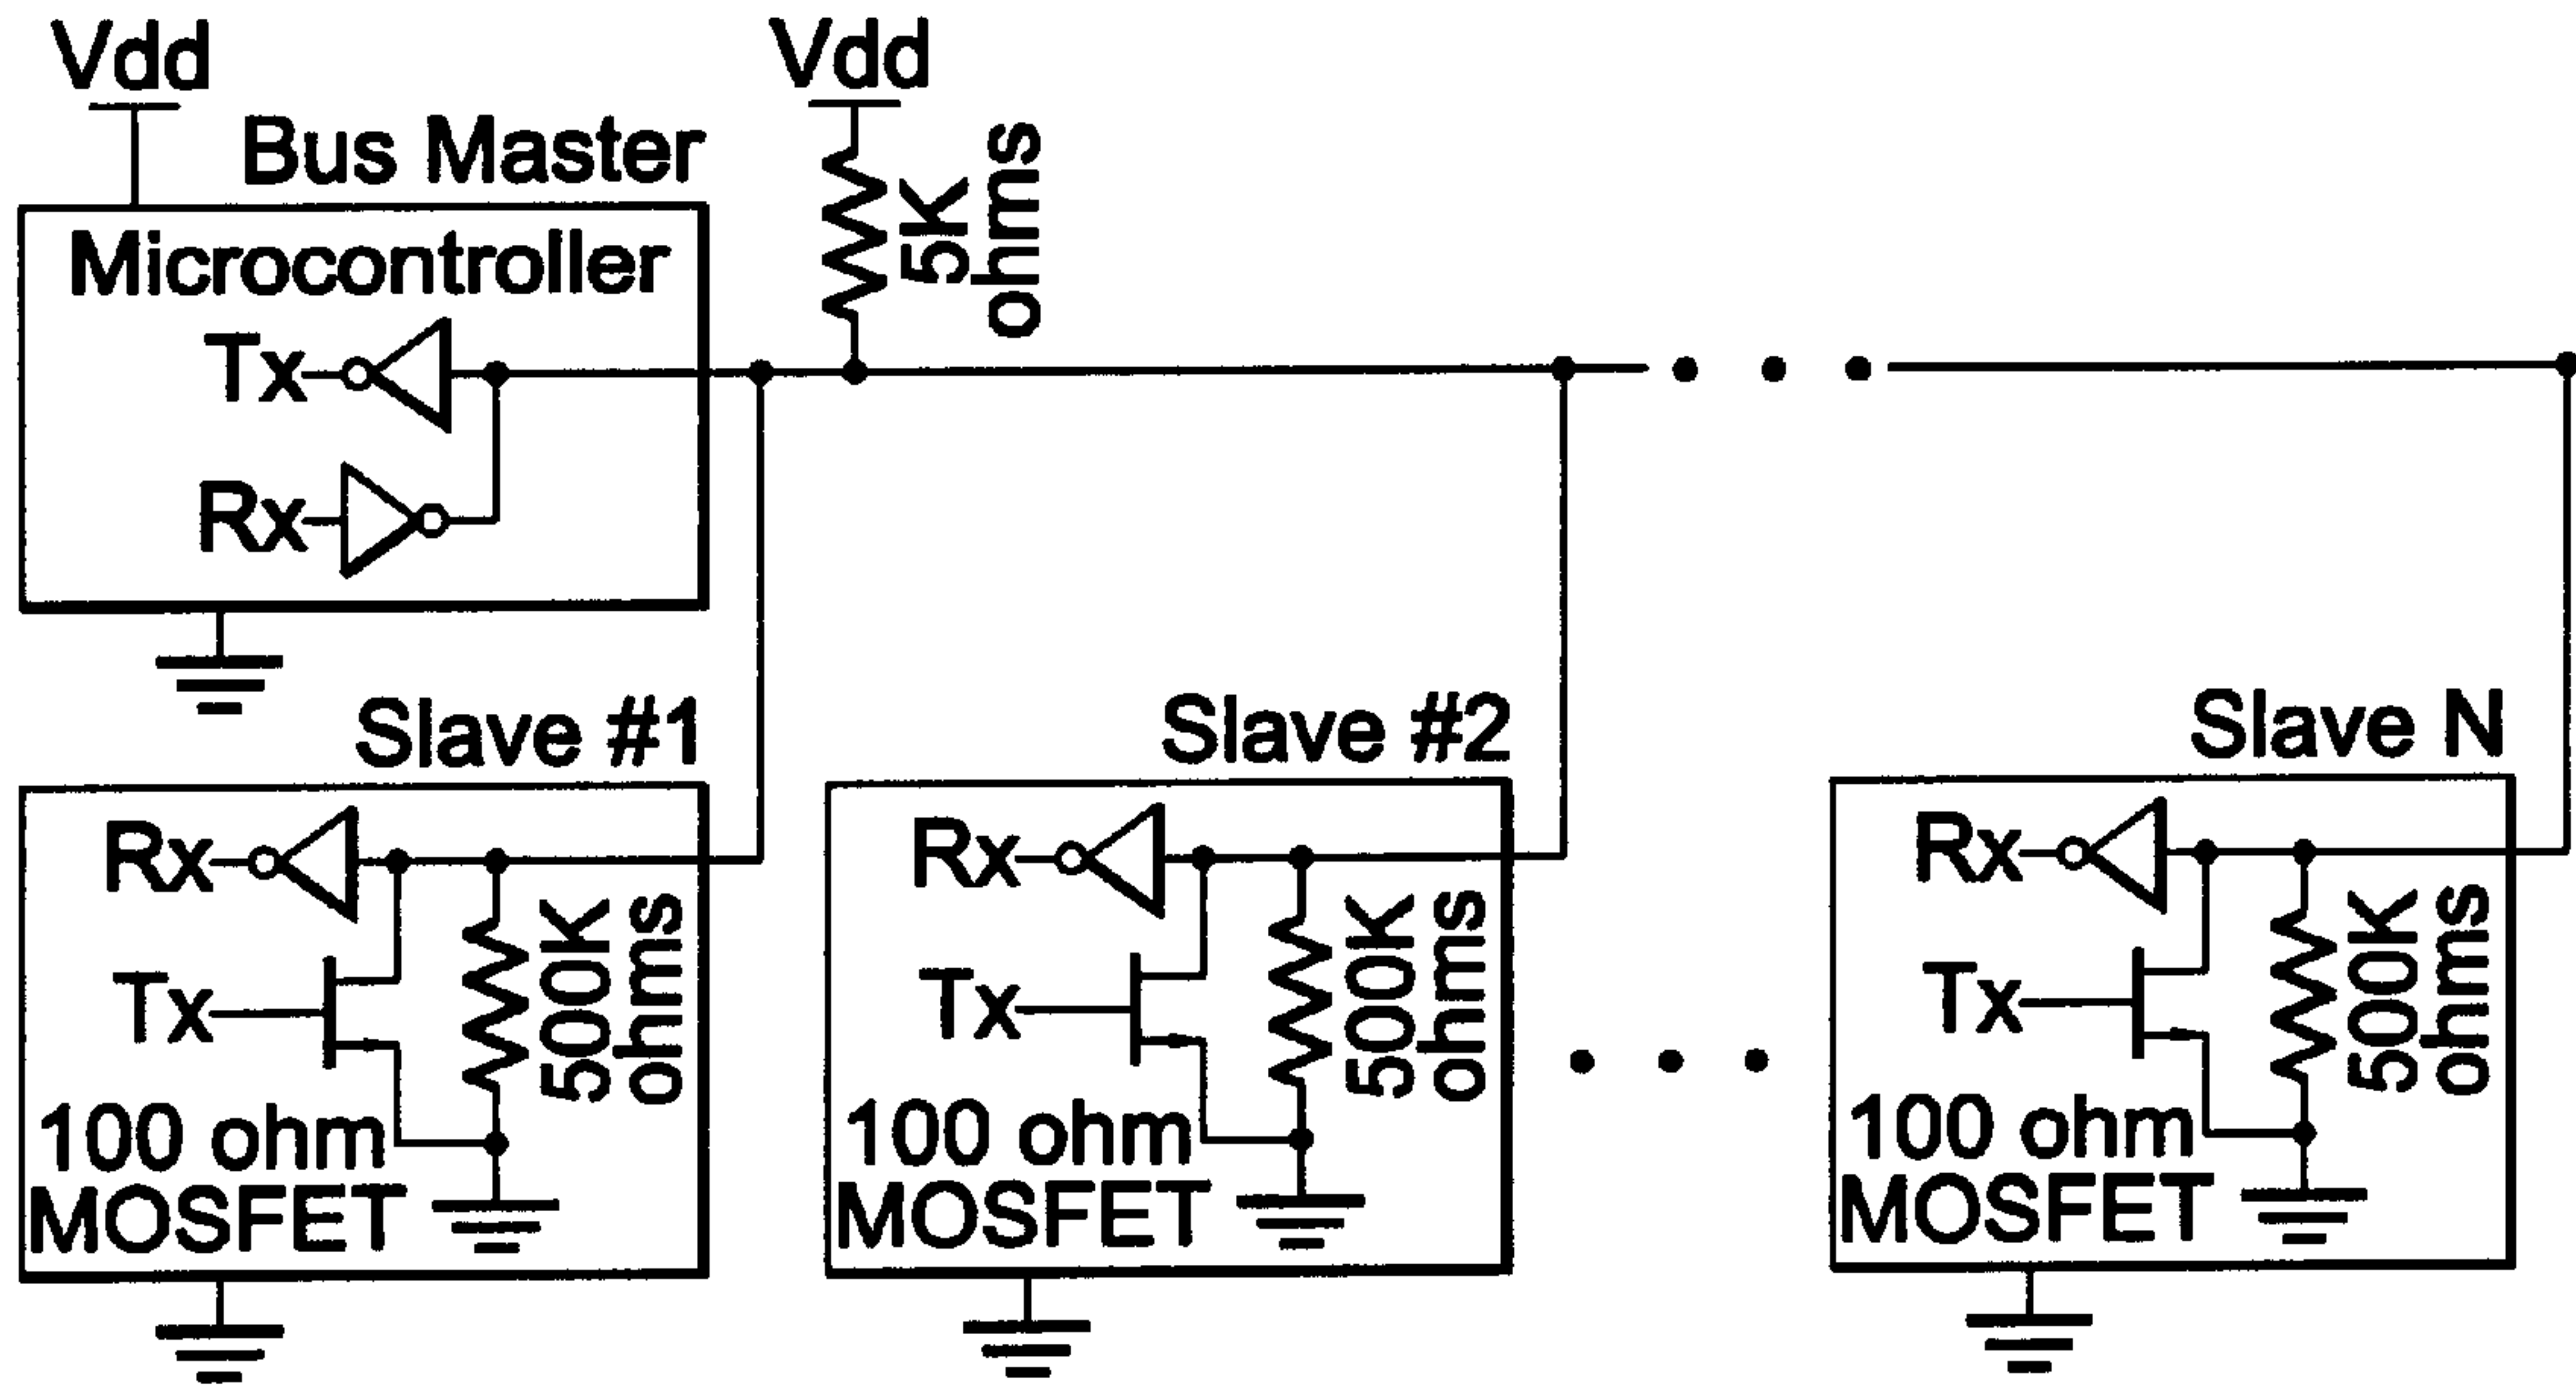 Vdd
Vdd
Bus Master
Microcontroller
5K
ohms
Tx
Rx
Slave #1
Rx
Tx
500K
ohms
100 ohm
MOSFET
Slave #2
Rx
Tx
500K
ohms
100 ohm
MOSFET
Slave N
Rx
Tx
500K
ohms
100 ohm
MOSFET